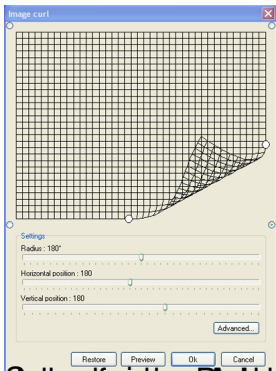 Image curl
Settings
Radius : 180°
Horizontal position : 180
Vertical position : 180
Advanced...
Restore Preview Ok Cancel